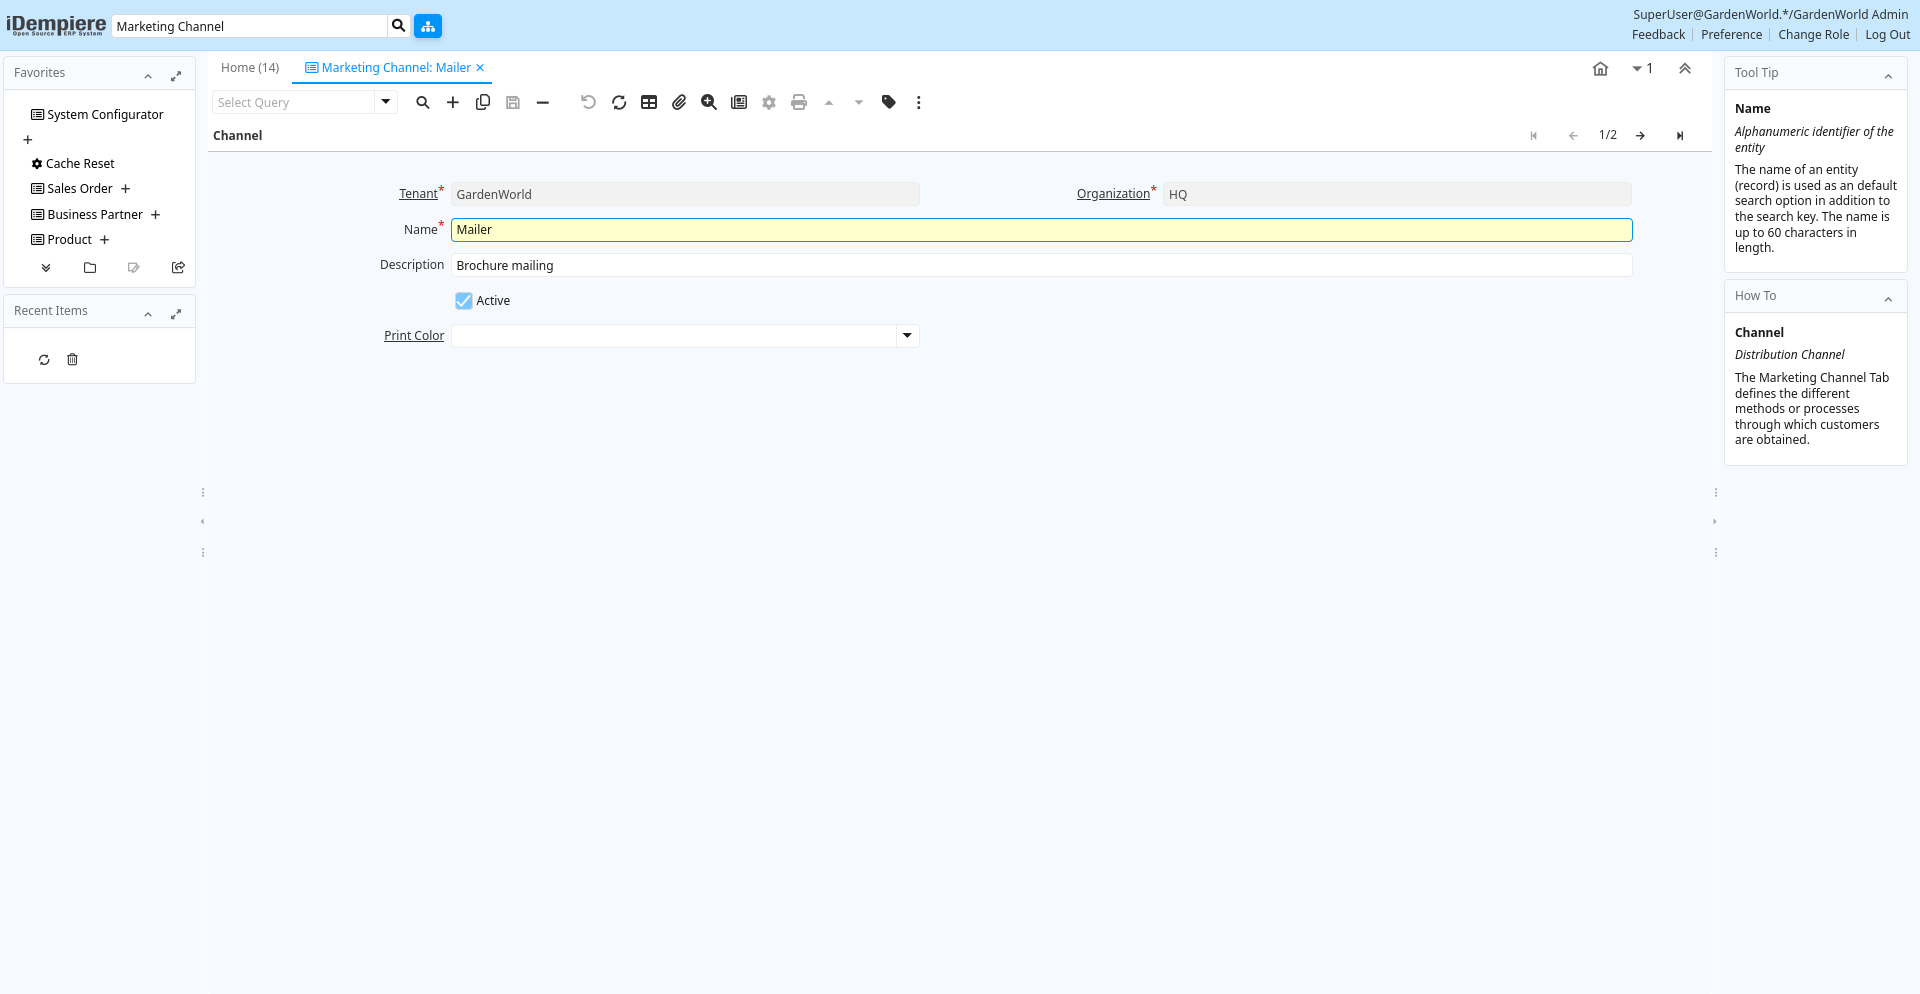 iDempiere
Open Source ERP System
Marketing Channel
SuperUser@GardenWorld.*/GardenWorld Admin
Feedback
Preference
Change Role
Log Out
Favorites
System Configurator
Cache Reset
Sales Order
Business Partner
Product
Recent Items
Home (14)
Marketing Channel: Mailer
1
Select Query
Channel
1/2
Tenant*
GardenWorld
Organization*
HQ
Name*
Mailer
Description
Brochure mailing
Active
Print Color
Tool Tip
Name
Alphanumeric identifier of the
entity
The name of an entity
(record) is used as an default
search option in addition to
the search key. The name is
up to 60 characters in
length.
How To
Channel
Distribution Channel
The Marketing Channel Tab
defines the different
methods or processes
through which customers
are obtained.